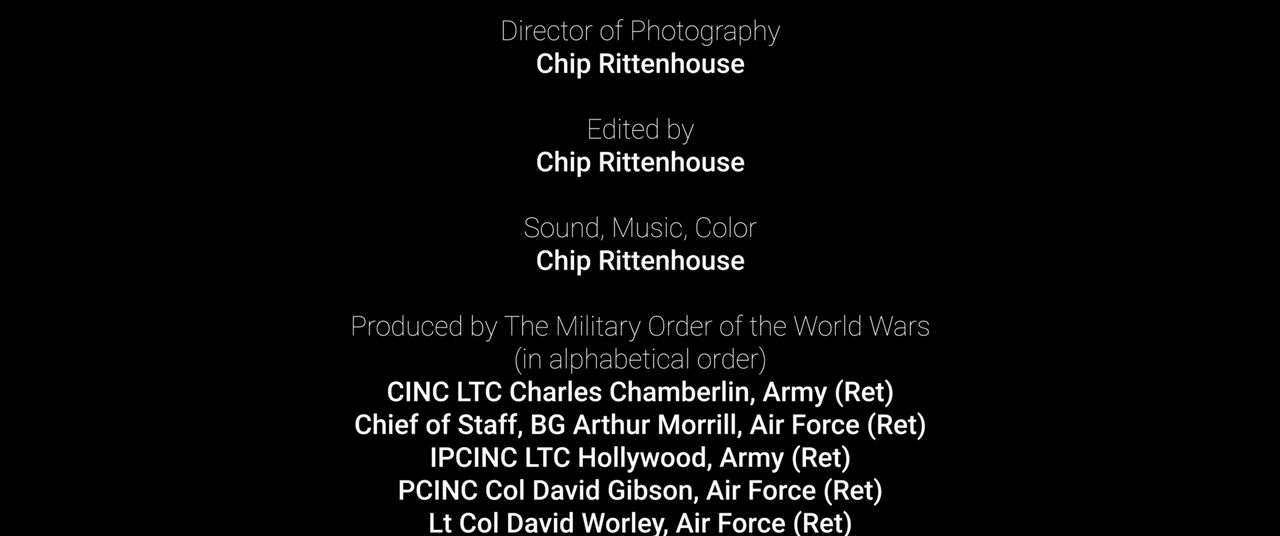 Director of Photography
Chip Rittenhouse
Edited by
Chip Rittenhouse
Sound, Music, Color
Chip Rittenhouse
Produced by The Military Order of the World Wars
(in alphabetical order)
CINC LTC Charles Chamberlin, Army (Ret)
Chief of Staff, BG Arthur Morrill, Air Force (Ret)
IPCINC LTC Hollywood, Army (Ret)
PCINC Col David Gibson, Air Force (Ret)
Lt Col David Worley, Air Force (Ret)